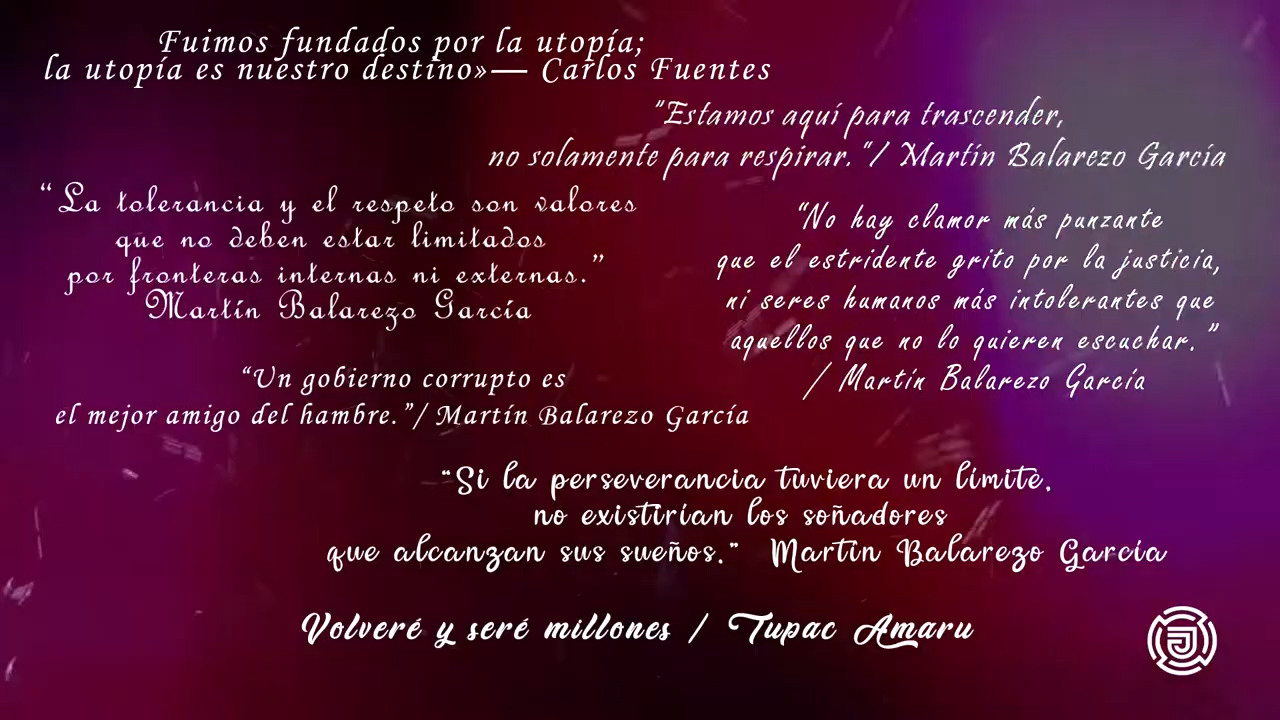 Fuimos fundados por la utopía;
la utopía es nuestro destino»— Carlos Fuentes
"Estamos aquí para trascender,
no solamente para respirar."/ Martín Balarezo García
“La tolerancia y el respeto son valores
que no deben estar limitados
por fronteras internas ni externas.”
Martín Balarezo García
“No hay clamor más punzante
que el estridente grito por la justicia,
ni seres humanos más intolerantes que
aquellos que no lo quieren escuchar.”
/ Martín Balarezo García
“Un gobierno corrupto es
el mejor amigo del hambre.”/ Martín Balarezo García
“Si la perseverancia tuviera un límite,
no existirían los soñadores
que alcanzan sus sueños.” Martín Balarezo García
Volveré y seré millones / Tupac Amaru